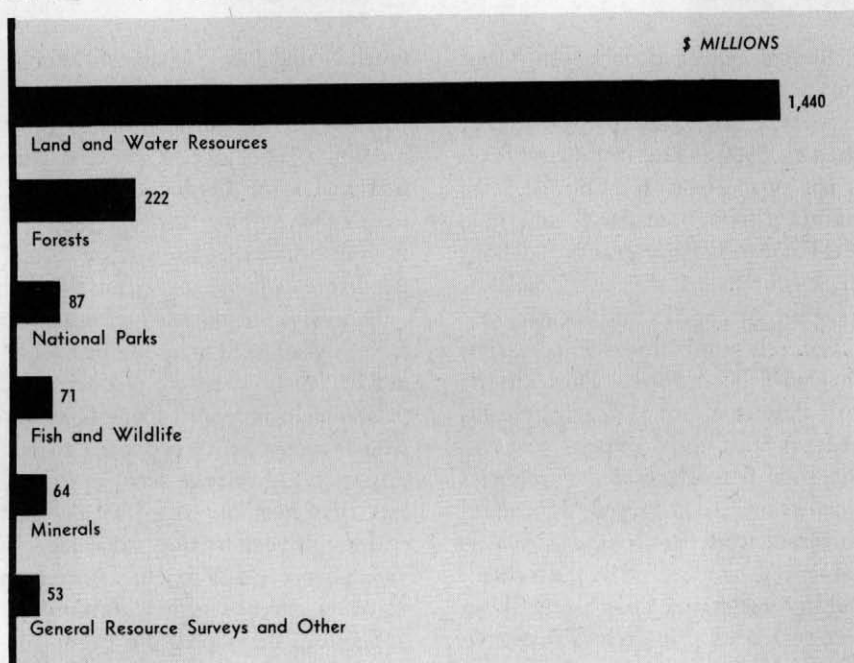 $ MILLIONS
1,440
Land and Water Resources
222
Forests
87
National Parks
71
Fish and Wildlife
64
Minerals
53
General Resource Surveys and Other